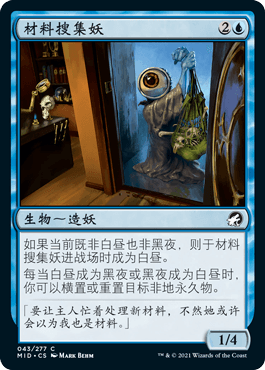 材料搜集妖 2
生物～造妖
如果当前既非白昼也非黑夜，则于材料
搜集妖进战场时成为白昼。
每当白昼成为黑夜或黑夜成为白昼时，
你可以横置或重置目标非地永久物。
「要让主人忙着处理新材料，不然她或许
会以为我也是材料。」
1/4
043/277 C
MID • CS MARK BEHM
™ & © 2021 Wizards of the Coast